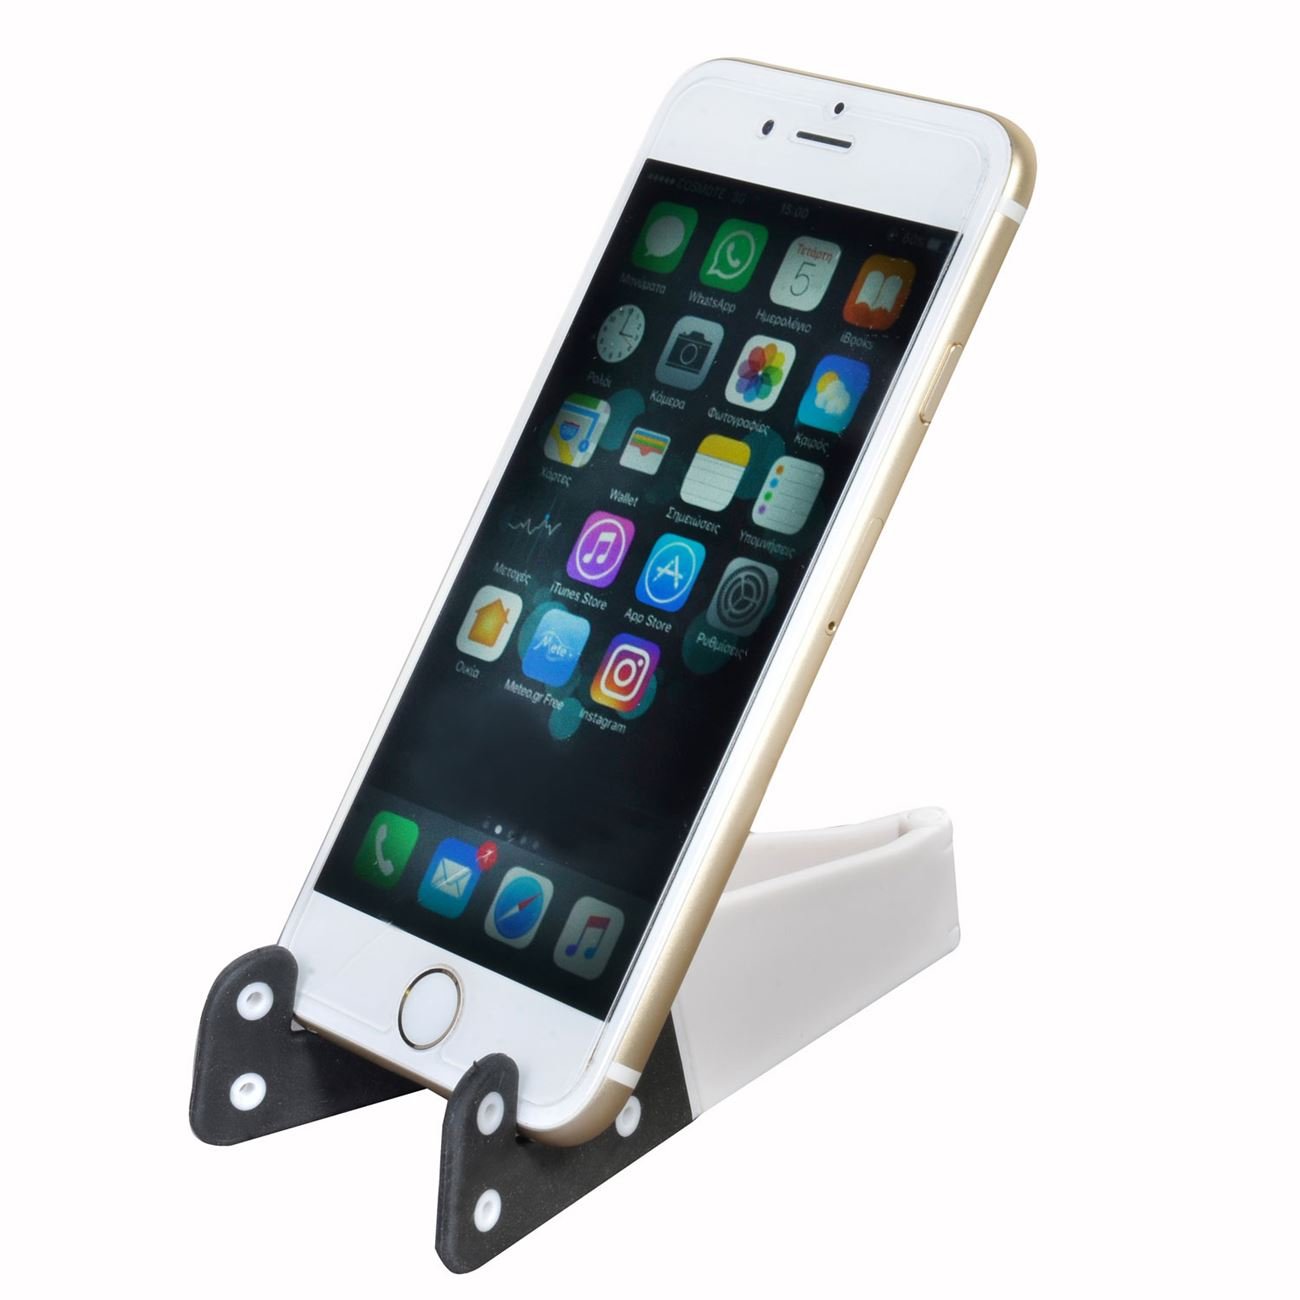 COSMOTE 3G 15:00 60%
Μηνύματα WhatsApp Τετάρτη 5 Ημερολόγιο iBooks
Ρολόι Κάμερα Φωτογραφίες Καιρός
Χάρτες Wallet Σημειώσεις Υπομνήσεις
Μετοχές iTunes Store App Store Ρυθμίσεις
Οικία Meteo.gr Free Instagram